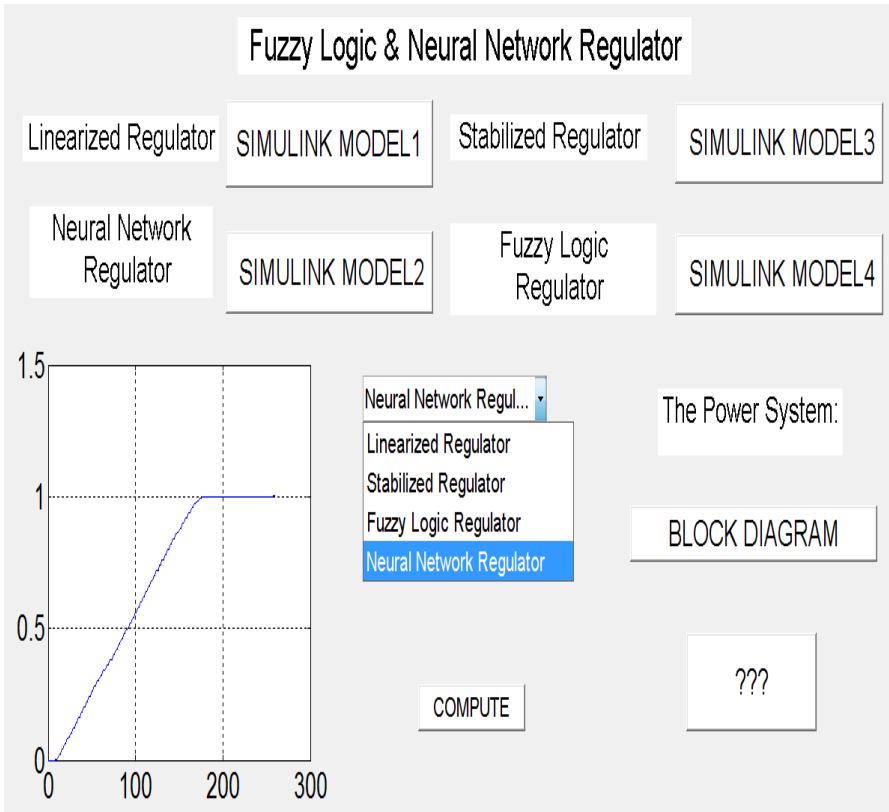 Fuzzy Logic & Neural Network Regulator
Linearized Regulator
SIMULINK MODEL1
Stabilized Regulator
SIMULINK MODEL3
Neural Network
Regulator
SIMULINK MODEL2
Fuzzy Logic
Regulator
SIMULINK MODEL4
1.5
1
0.5
0
0
100
200
300
Neural Network Regul...
Linearized Regulator
Stabilized Regulator
Fuzzy Logic Regulator
Neural Network Regulator
COMPUTE
The Power System:
BLOCK DIAGRAM
???